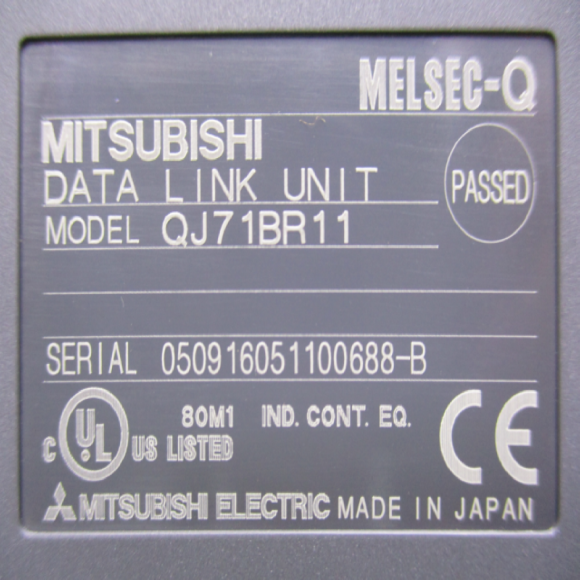 MELSEC-Q
MITSUBISHI
DATA LINK UNIT
PASSED
MODEL QJ71BR11
SERIAL 050916051100688-B
80M1 IND. CONT. EQ.
C UL US LISTED
CE
MITSUBISHI ELECTRIC MADE IN JAPAN